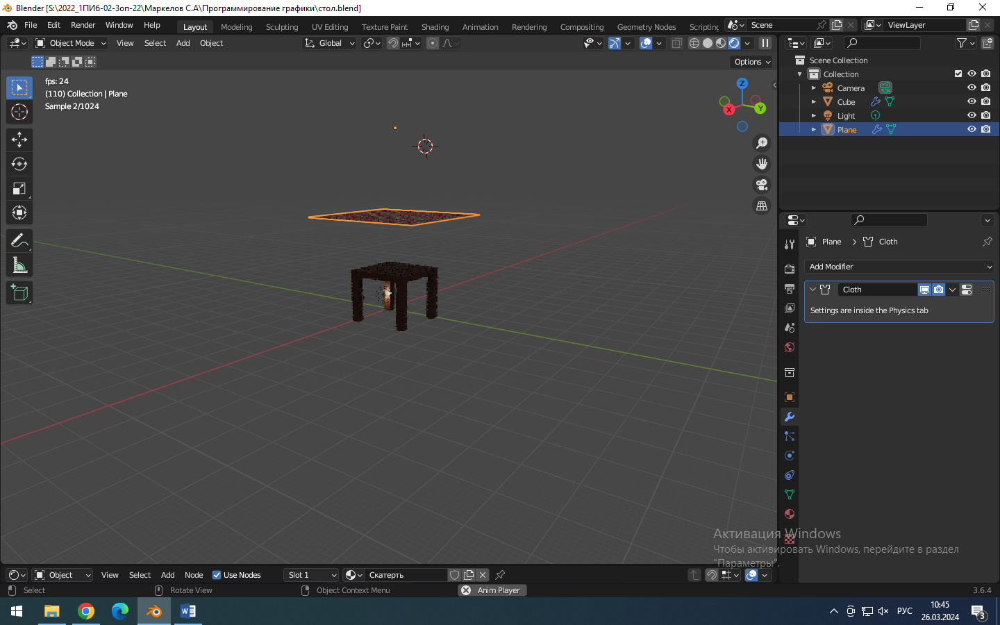 Blender [S:\2022_1ПИб-02-3оп-22\Маркелов С.А\Программирование графики\стол.blend]
File Edit Render Window Help Layout Modeling Sculpting UV Editing Texture Paint Shading Animation Rendering Compositing Geometry Nodes Scripting Scene ViewLayer
Object Mode View Select Add Object Global
Options
fps: 24
(110) Collection | Plane
Sample 2/1024
Z
X
Y
Scene Collection
Collection
Camera
Cube
Light
Plane
Plane > Cloth
Add Modifier
Cloth
Settings are inside the Physics tab
Активация Windows
Чтобы активировать Windows, перейдите в раздел
"Параметры".
Object View Select Add Node Use Nodes Slot 1 Скатерть
Select Rotate View Object Context Menu Anim Player 3.6.4
РУС
10:45
26.03.2024
3